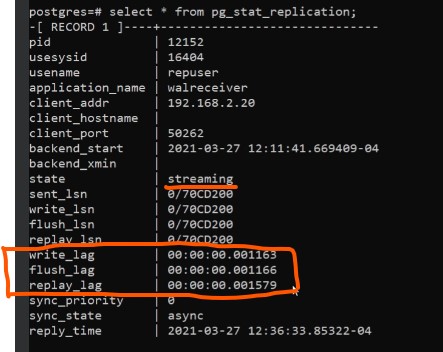 postgres=# select * from pg_stat_replication;
-[ RECORD 1 ]----+------------------------------
pid | 12152
usesysid | 16404
usename | repuser
application_name | walreceiver
client_addr | 192.168.2.20
client_hostname |
client_port | 50262
backend_start | 2021-03-27 12:11:41.669409-04
backend_xmin |
state | streaming
sent_lsn | 0/70CD200
write_lsn | 0/70CD200
flush_lsn | 0/70CD200
replay_lsn | 0/70CD200
write_lag | 00:00:00.001163
flush_lag | 00:00:00.001166
replay_lag | 00:00:00.001579
sync_priority | 0
sync_state | async
reply_time | 2021-03-27 12:36:33.85322-04